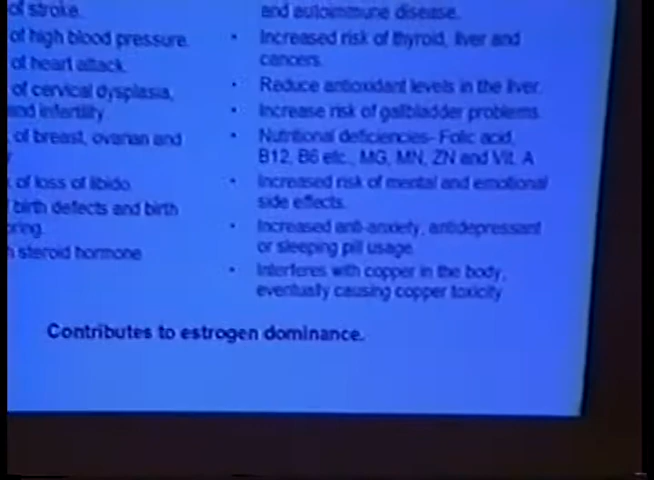 of stroke.
of high blood pressure.
of heart attack.
of cervical dysplasia,
and infertility.
of breast, ovarian and
of loss of libido.
birth defects and birth
steroid hormone
and autoimmune disease.
• Increased risk of thyroid, liver and
cancers.
• Reduce antioxidant levels in the liver.
• Increase risk of gallbladder problems.
• Nutritional deficiencies- Folic acid,
B12, B6 etc., MG, MN, ZN and Vit. A
• Increased risk of mental and emotional
side effects.
• Increased anti-anxiety, antidepressant
or sleeping pill usage.
• Interferes with copper in the body,
eventually causing copper toxicity
Contributes to estrogen dominance.